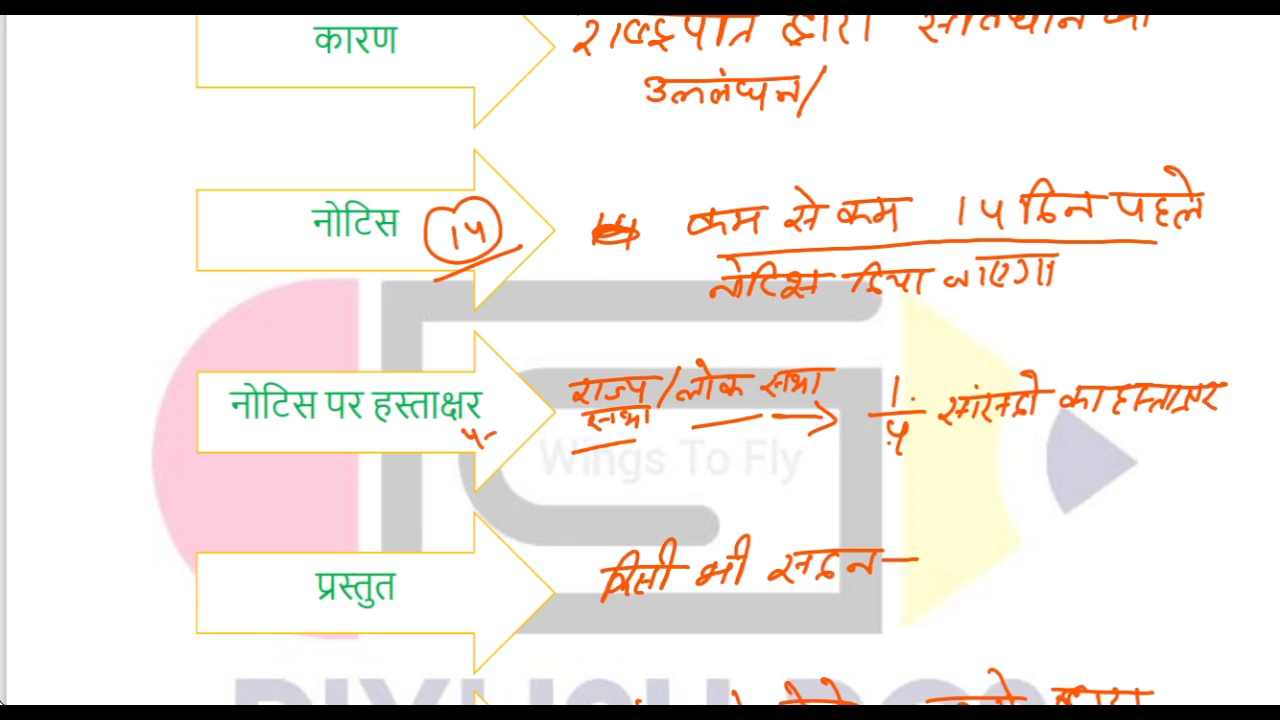 कारण
राष्ट्रपति द्वारा संविधान का
उल्लंघन/
नोटिस 14
कम से कम 14 दिन पहले
नोटिस दिया जाएगा
नोटिस पर हस्ताक्षर
राज्य/लोक सभा 1/4 सांसदो का हस्ताक्षर
सभा
Wings To Fly
प्रस्तुत
किसी भी सदन